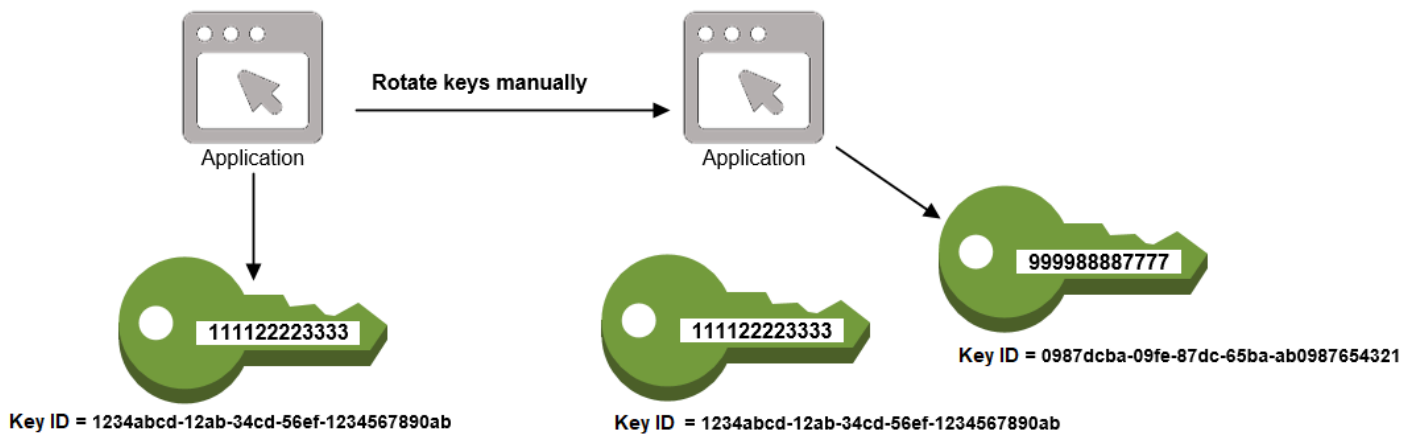 Rotate keys manually
Application
Application
999988887777
111122223333
111122223333
Key ID = 0987dcba-09fe-87dc-65ba-ab0987654321
Key ID = 1234abcd-12ab-34cd-56ef-1234567890ab
Key ID = 1234abcd-12ab-34cd-56ef-1234567890ab